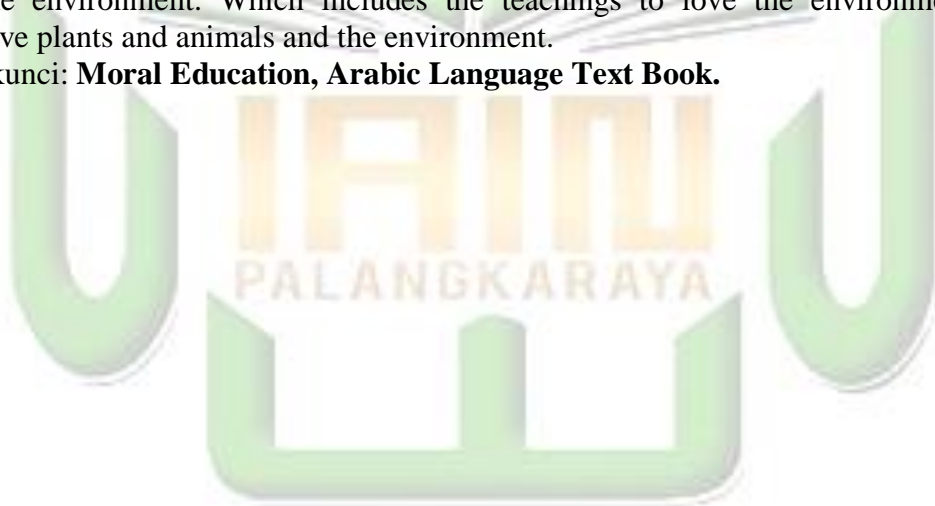 e environment. Which includes the teachings to love the environme
ve plants and animals and the environment.
kunci: Moral Education, Arabic Language Text Book.
IAIN
PALANGKARAYA